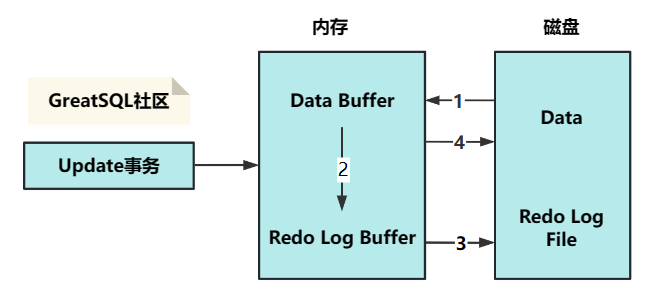 内存
磁盘
GreatSQL社区
Update事务
Data Buffer
1
Data
4
2
Redo Log Buffer
3
Redo Log
File